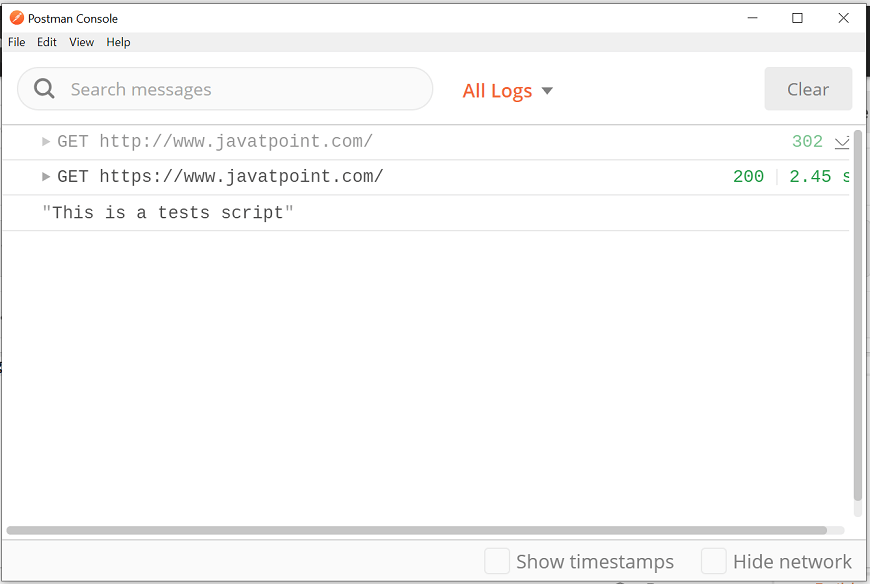 Postman Console
File Edit View Help
Search messages All Logs Clear
GET http://www.javatpoint.com/ 302
GET https://www.javatpoint.com/ 200 2.45 s
"This is a tests script"
Show timestamps Hide network